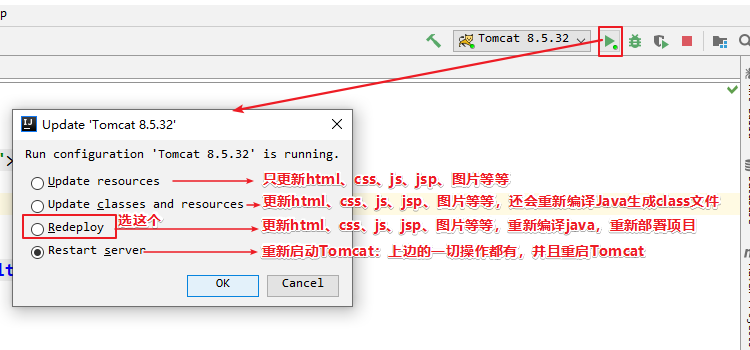 p
Tomcat 8.5.32
Update 'Tomcat 8.5.32'
Run configuration 'Tomcat 8.5.32' is running.
Update resources 只更新html、css、js、jsp、图片等等
Update classes and resources 更新html、css、js、jsp、图片等等，还会重新编译Java生成class文件
Redeploy 选这个 更新html、css、js、jsp、图片等等，重新编译java，重新部署项目
Restart server 重新启动Tomcat：上边的一切操作都有，并且重启Tomcat
OK Cancel
'>
lt